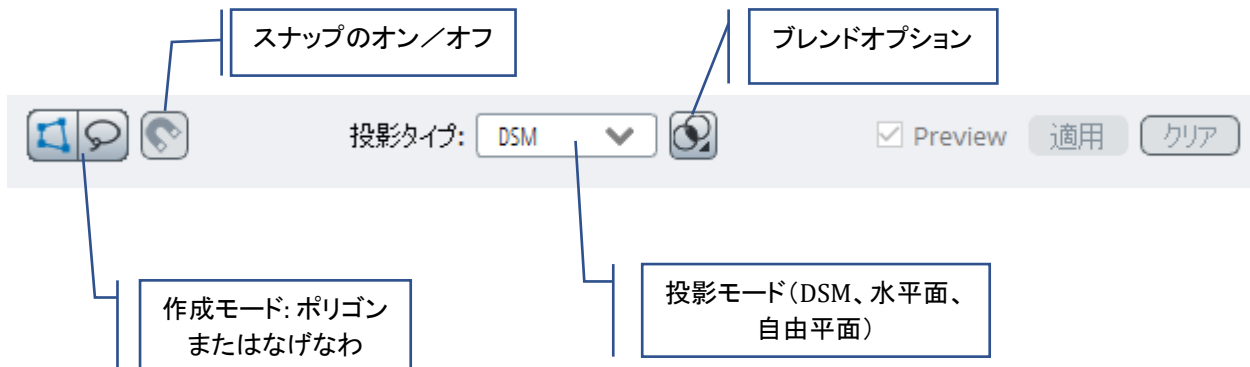 スナップのオン／オフ
ブレンドオプション
投影タイプ: DSM
Preview 適用 クリア
作成モード: ポリゴン
またはなげなわ
投影モード（DSM、水平面、
自由平面）